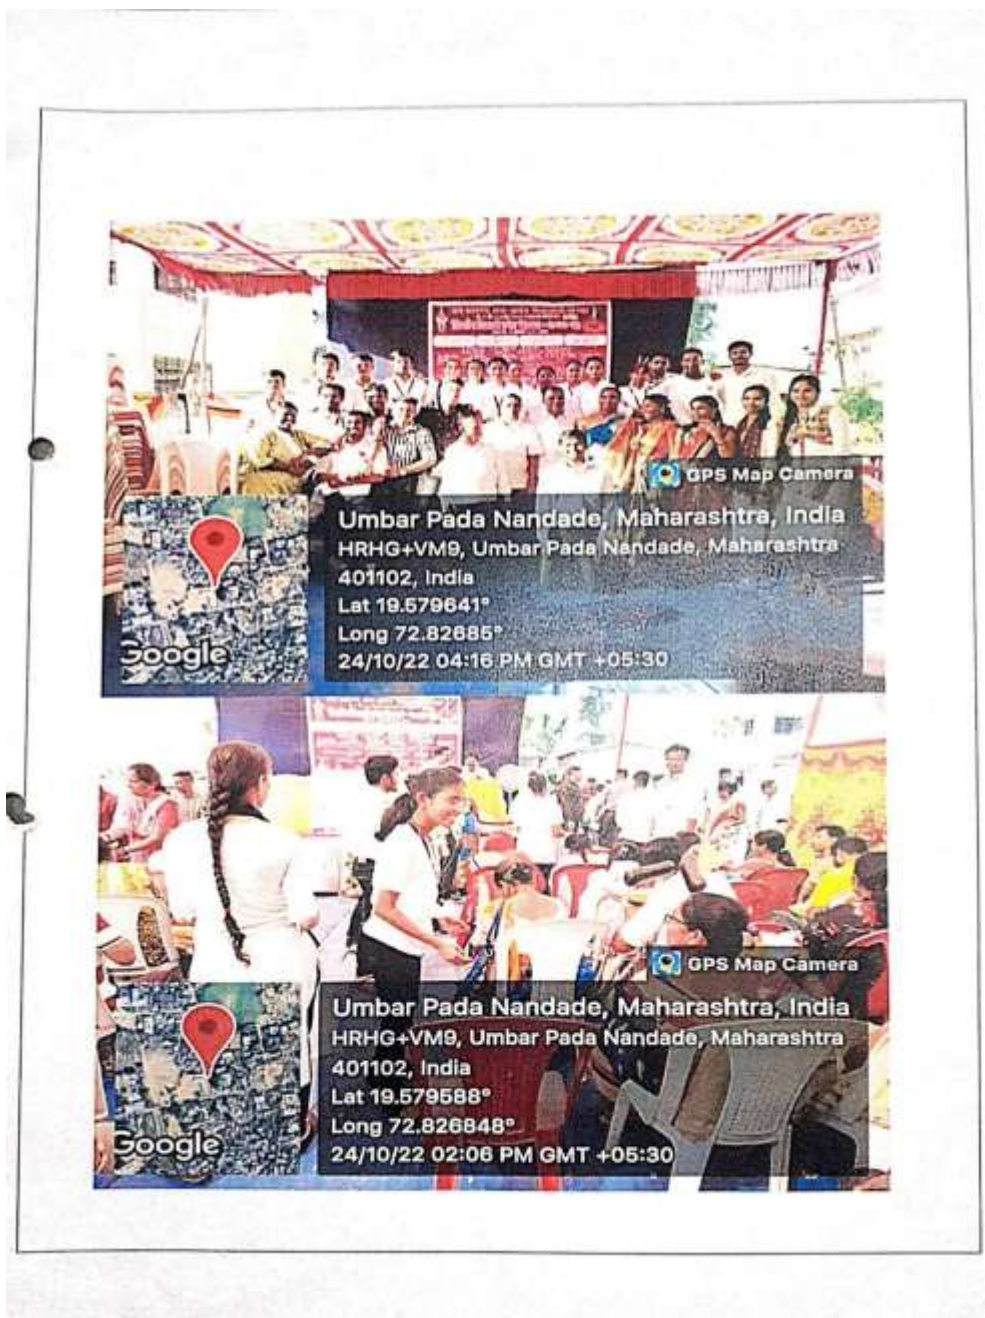 GPS Map Camera
Umbar Pada Nandade, Maharashtra, India
HRHG+VM9, Umbar Pada Nandade, Maharashtra
401102, India
Lat 19.579641°
Long 72.82685°
24/10/22 04:16 PM GMT +05:30
Google
GPS Map Camera
Umbar Pada Nandade, Maharashtra, India
HRHG+VM9, Umbar Pada Nandade, Maharashtra
401102, India
Lat 19.579588°
Long 72.826848°
24/10/22 02:06 PM GMT +05:30
Google